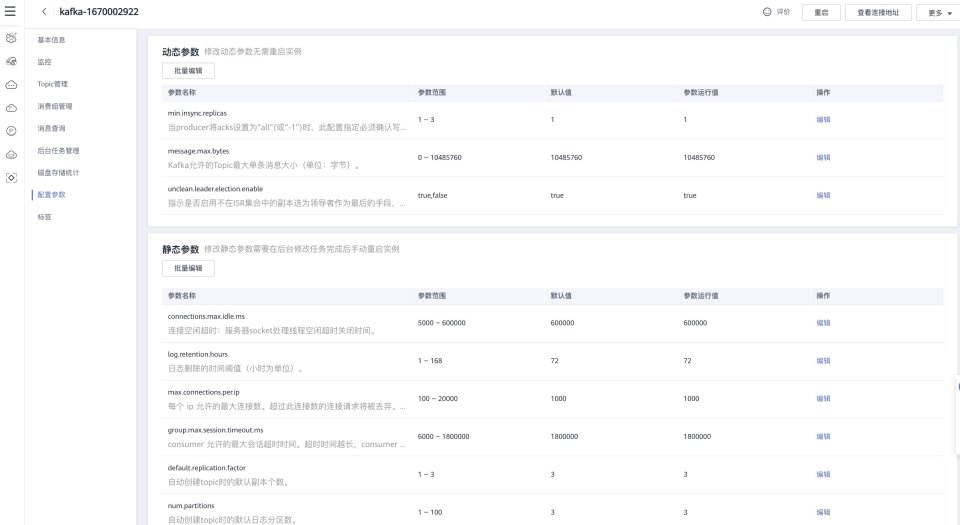 kafka-1670002922
评价
重启
查看连接地址
更多
基本信息
监控
Topic管理
消费组管理
消息查询
后台任务管理
磁盘存储统计
配置参数
标签
动态参数 修改动态参数无需重启实例
批量编辑
参数名称 参数范围 默认值 参数运行值 操作
min.insync.replicas
当producer将acks设置为“all”(或“-1”)时，此配置指定必须确认写...
1 ~ 3 1 1 编辑
message.max.bytes
Kafka允许的Topic最大单条消息大小（单位：字节）。
0 ~ 10485760 10485760 10485760 编辑
unclean.leader.election.enable
指示是否启用不在ISR集合中的副本选为领导者作为最后的手段，...
true,false true true 编辑
静态参数 修改静态参数需要在后台修改任务完成后手动重启实例
批量编辑
参数名称 参数范围 默认值 参数运行值 操作
connections.max.idle.ms
连接空闲超时：服务器socket处理线程空闲超时关闭时间。
5000 ~ 600000 600000 600000 编辑
log.retention.hours
日志删除的时间阈值（小时为单位）。
1 ~ 168 72 72 编辑
max.connections.per.ip
每个 ip 允许的最大连接数。超过此连接数的连接请求将被丢弃。...
100 ~ 20000 1000 1000 编辑
group.max.session.timeout.ms
consumer 允许的最大会话超时时间。超时时间越长，consumer ...
6000 ~ 1800000 1800000 1800000 编辑
default.replication.factor
自动创建topic时的默认副本个数。
1 ~ 3 3 3 编辑
num.partitions
自动创建topic时的默认日志分区数。
1 ~ 100 3 3 编辑